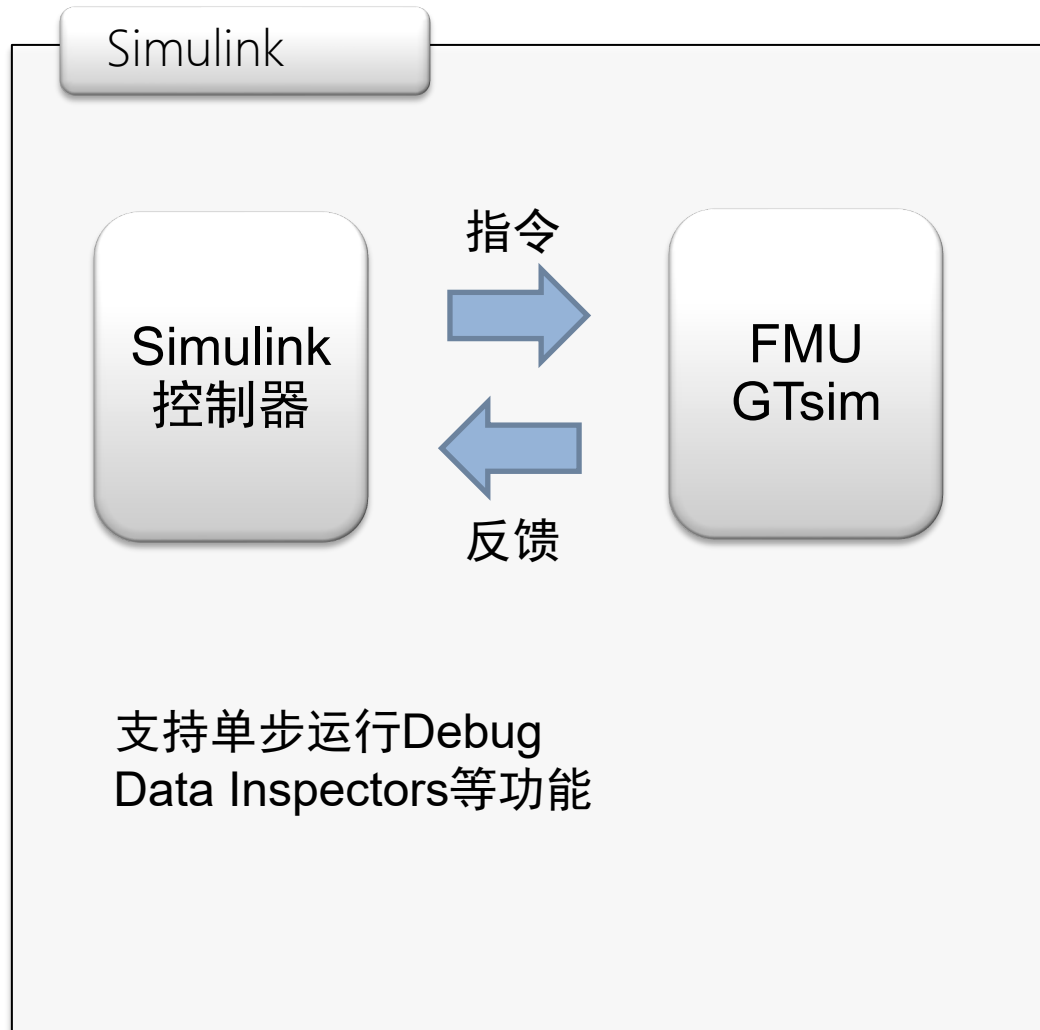 Simulink
指令
Simulink
控制器
FMU
GTsim
反馈
支持单步运行Debug
Data Inspectors等功能